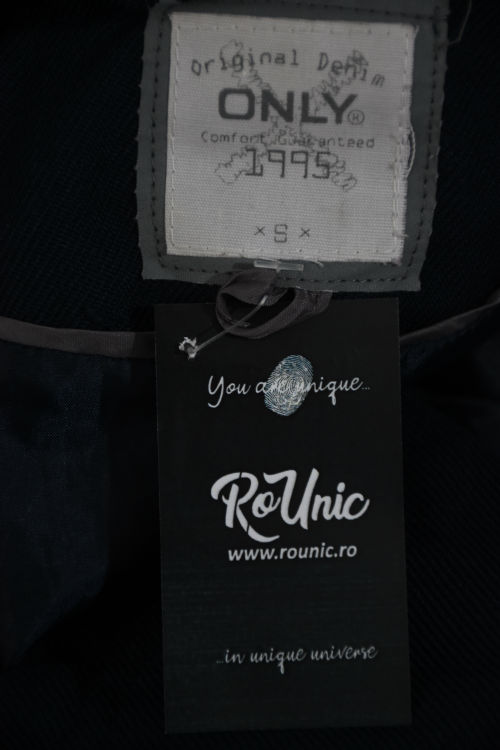 Original Denim
ONLY®
Comfort Guaranteed
1995
× S ×
You are unique...
RoUnic
www.rounic.ro
...in unique universe